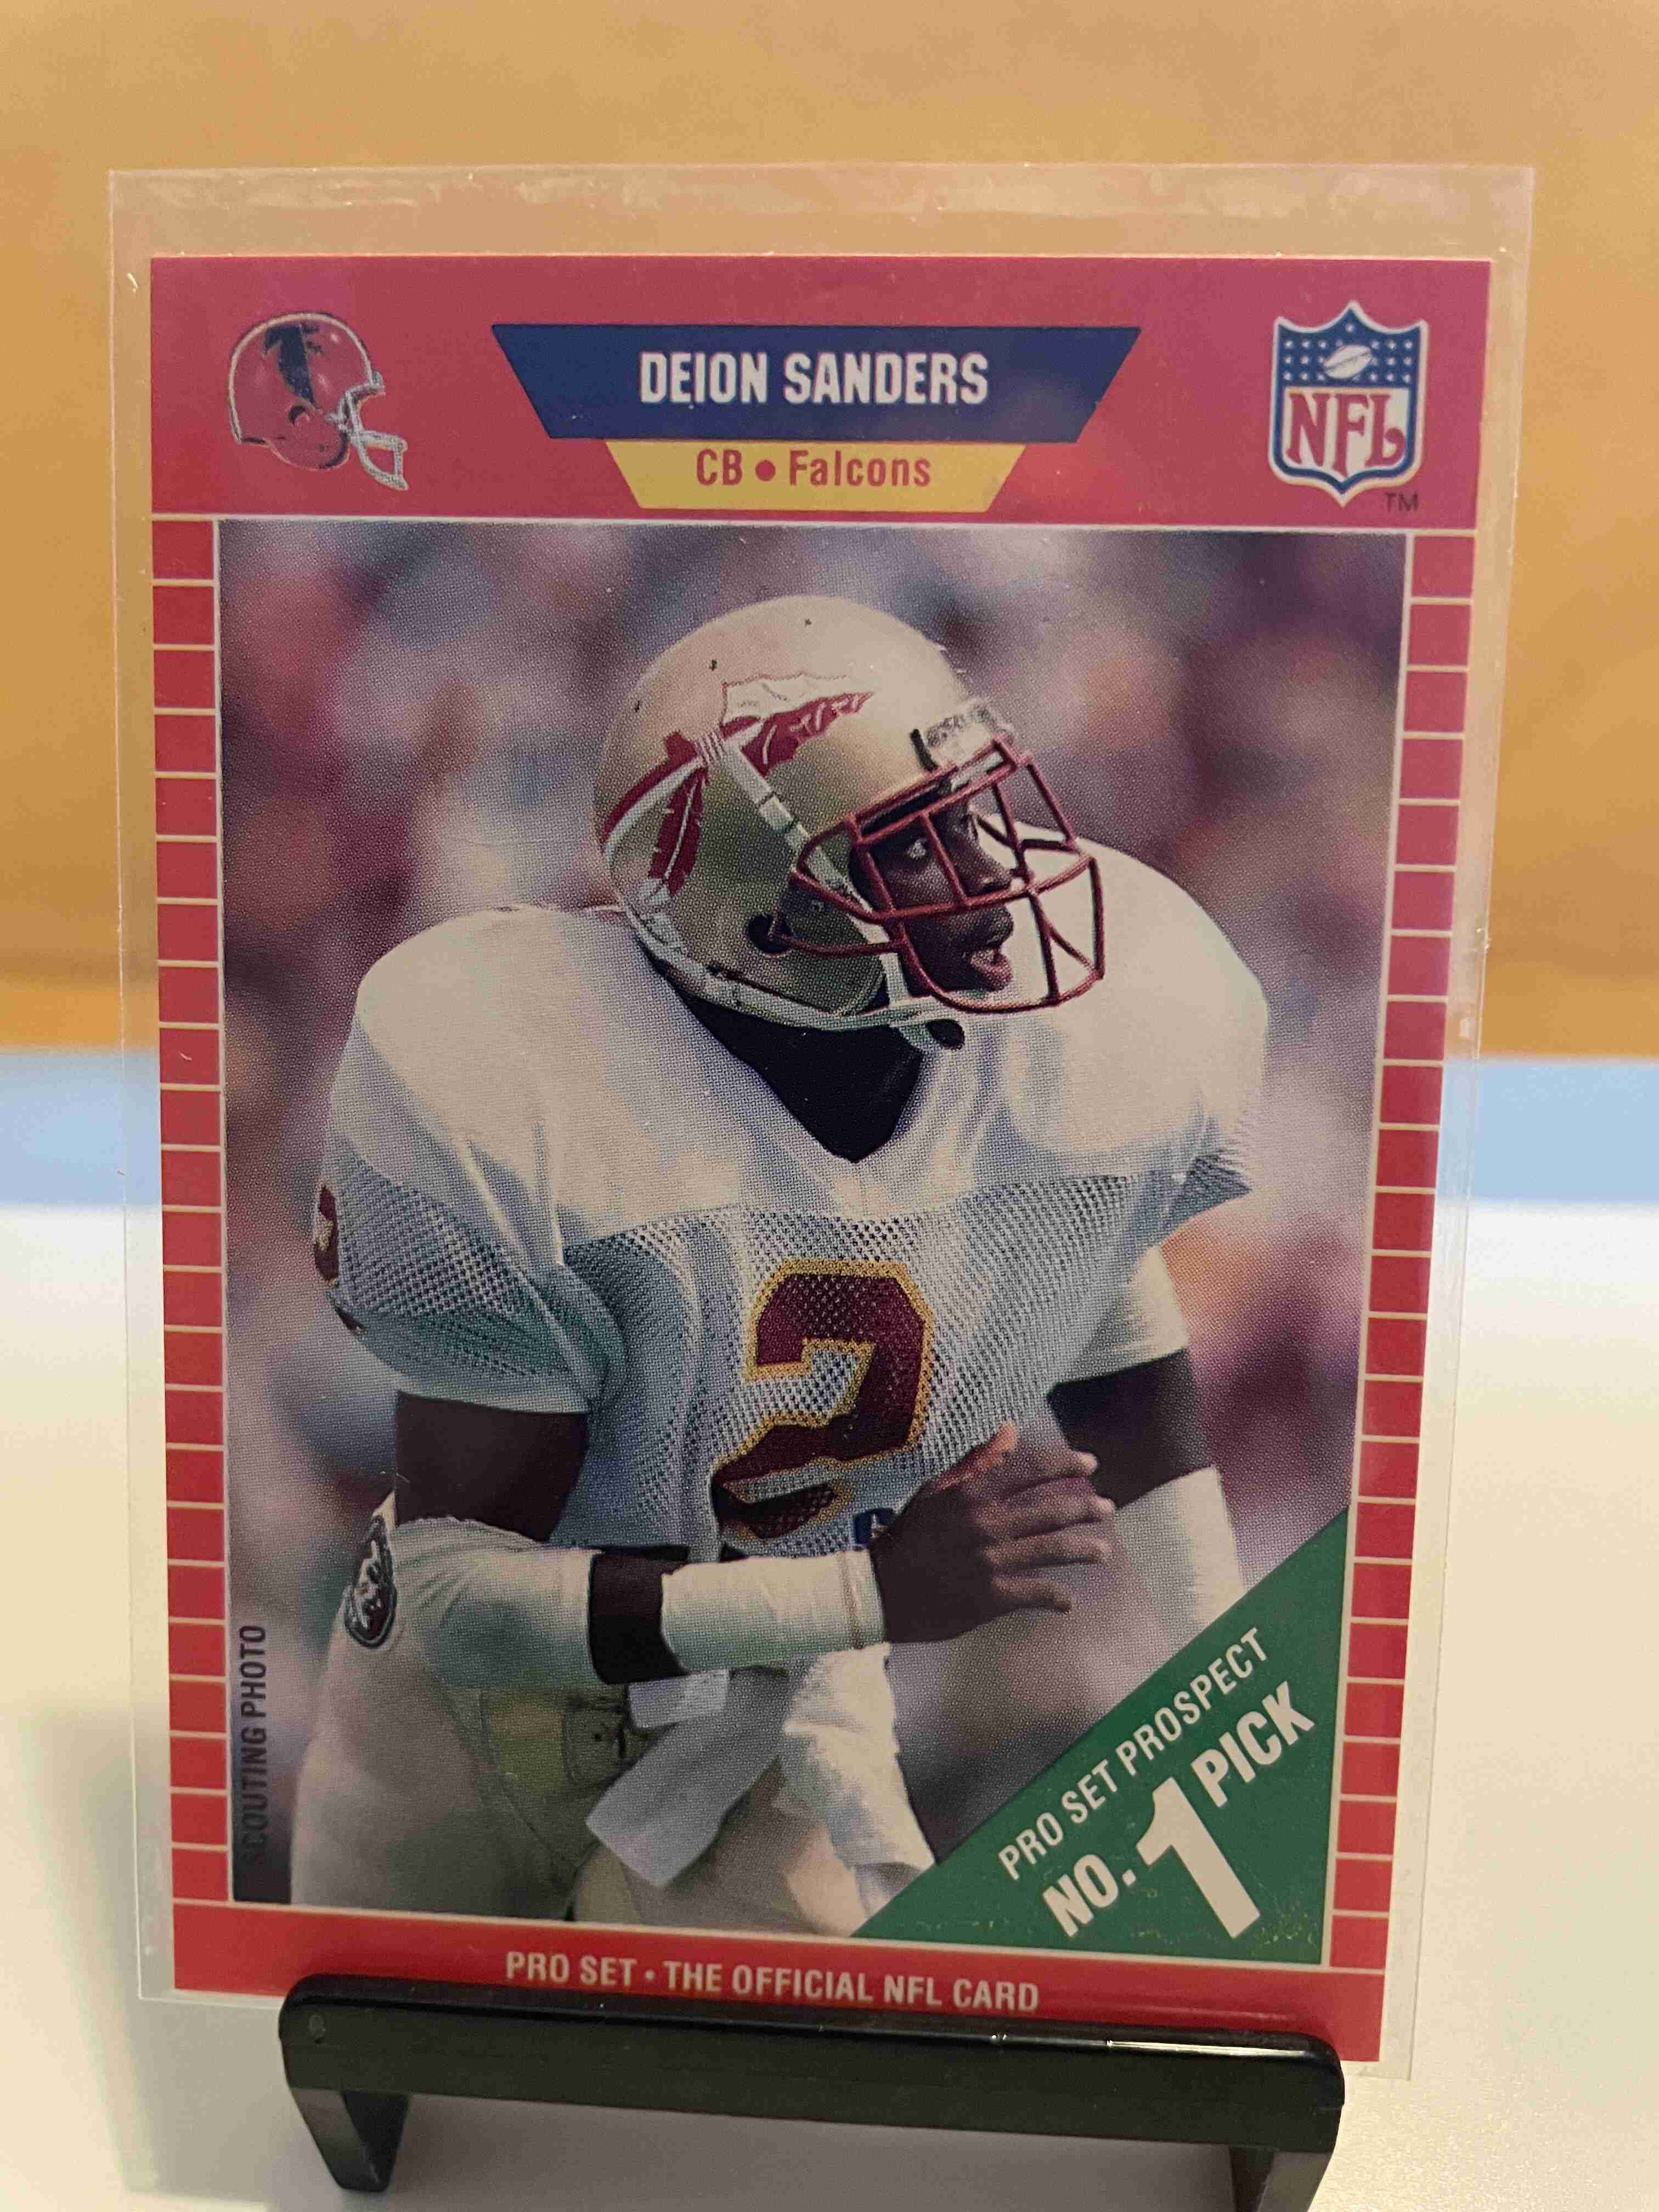 DEION SANDERS
CB • Falcons
NFL
TM
2
SCOUTING PHOTO
PRO SET PROSPECT
NO. 1 PICK
PRO SET • THE OFFICIAL NFL CARD